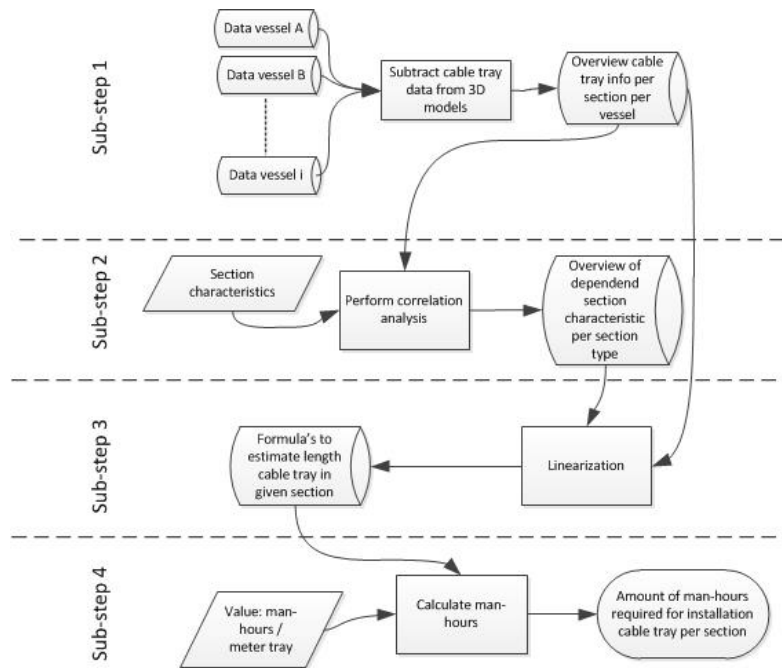 Sub-step 1
Data vessel A
Data vessel B
Data vessel i
Subtract cable tray
data from 3D
models
Overview cable
tray info per
section per
vessel
Sub-step 2
Section
characteristics
Perform correlation
analysis
Overview of
dependend
section
characteristic
per section
type
Sub-step 3
Formula's to
estimate length
cable tray in
given section
Linearization
Sub-step 4
Value: man-
hours /
meter tray
Calculate man-
hours
Amount of man-hours
required for installation
cable tray per section